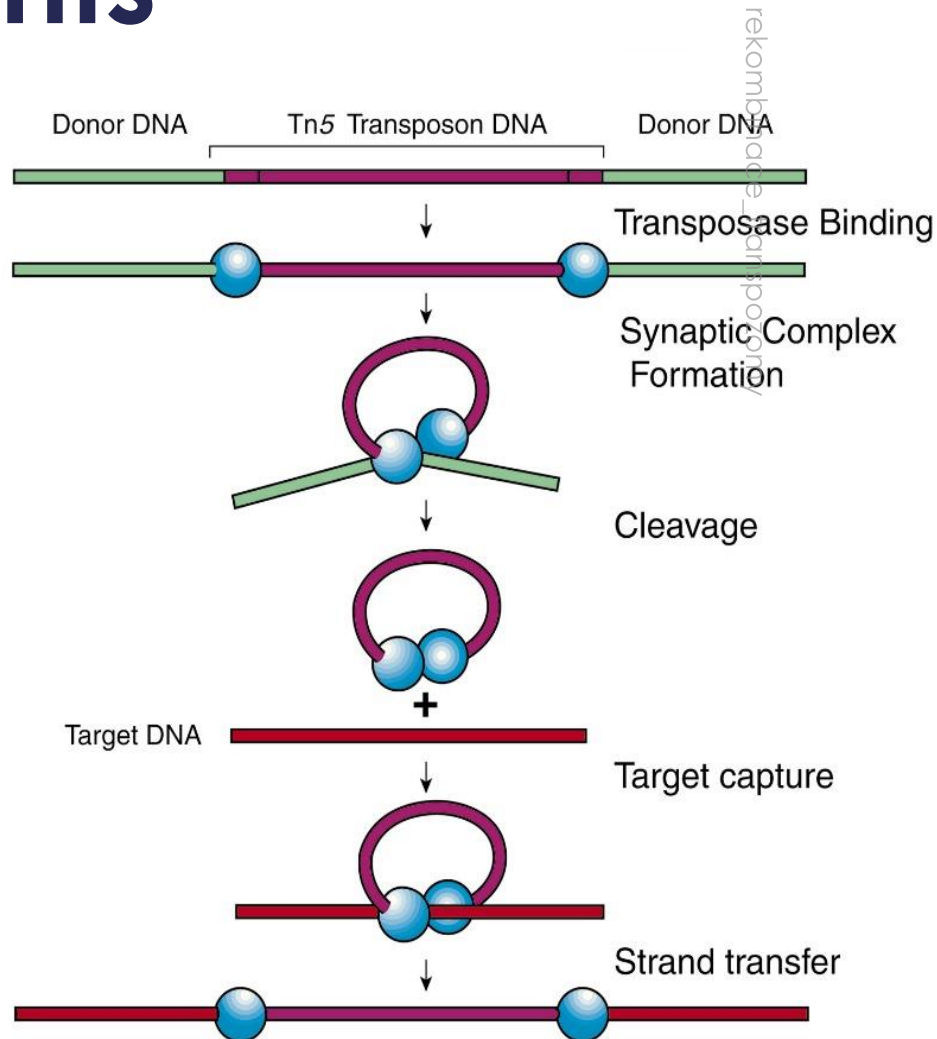 Donor DNA
Tn5 Transposon DNA
Donor DNA
Transposase Binding
Synaptic Complex
Formation
Cleavage
+
Target DNA
Target capture
Strand transfer
rekombinace_transpozony